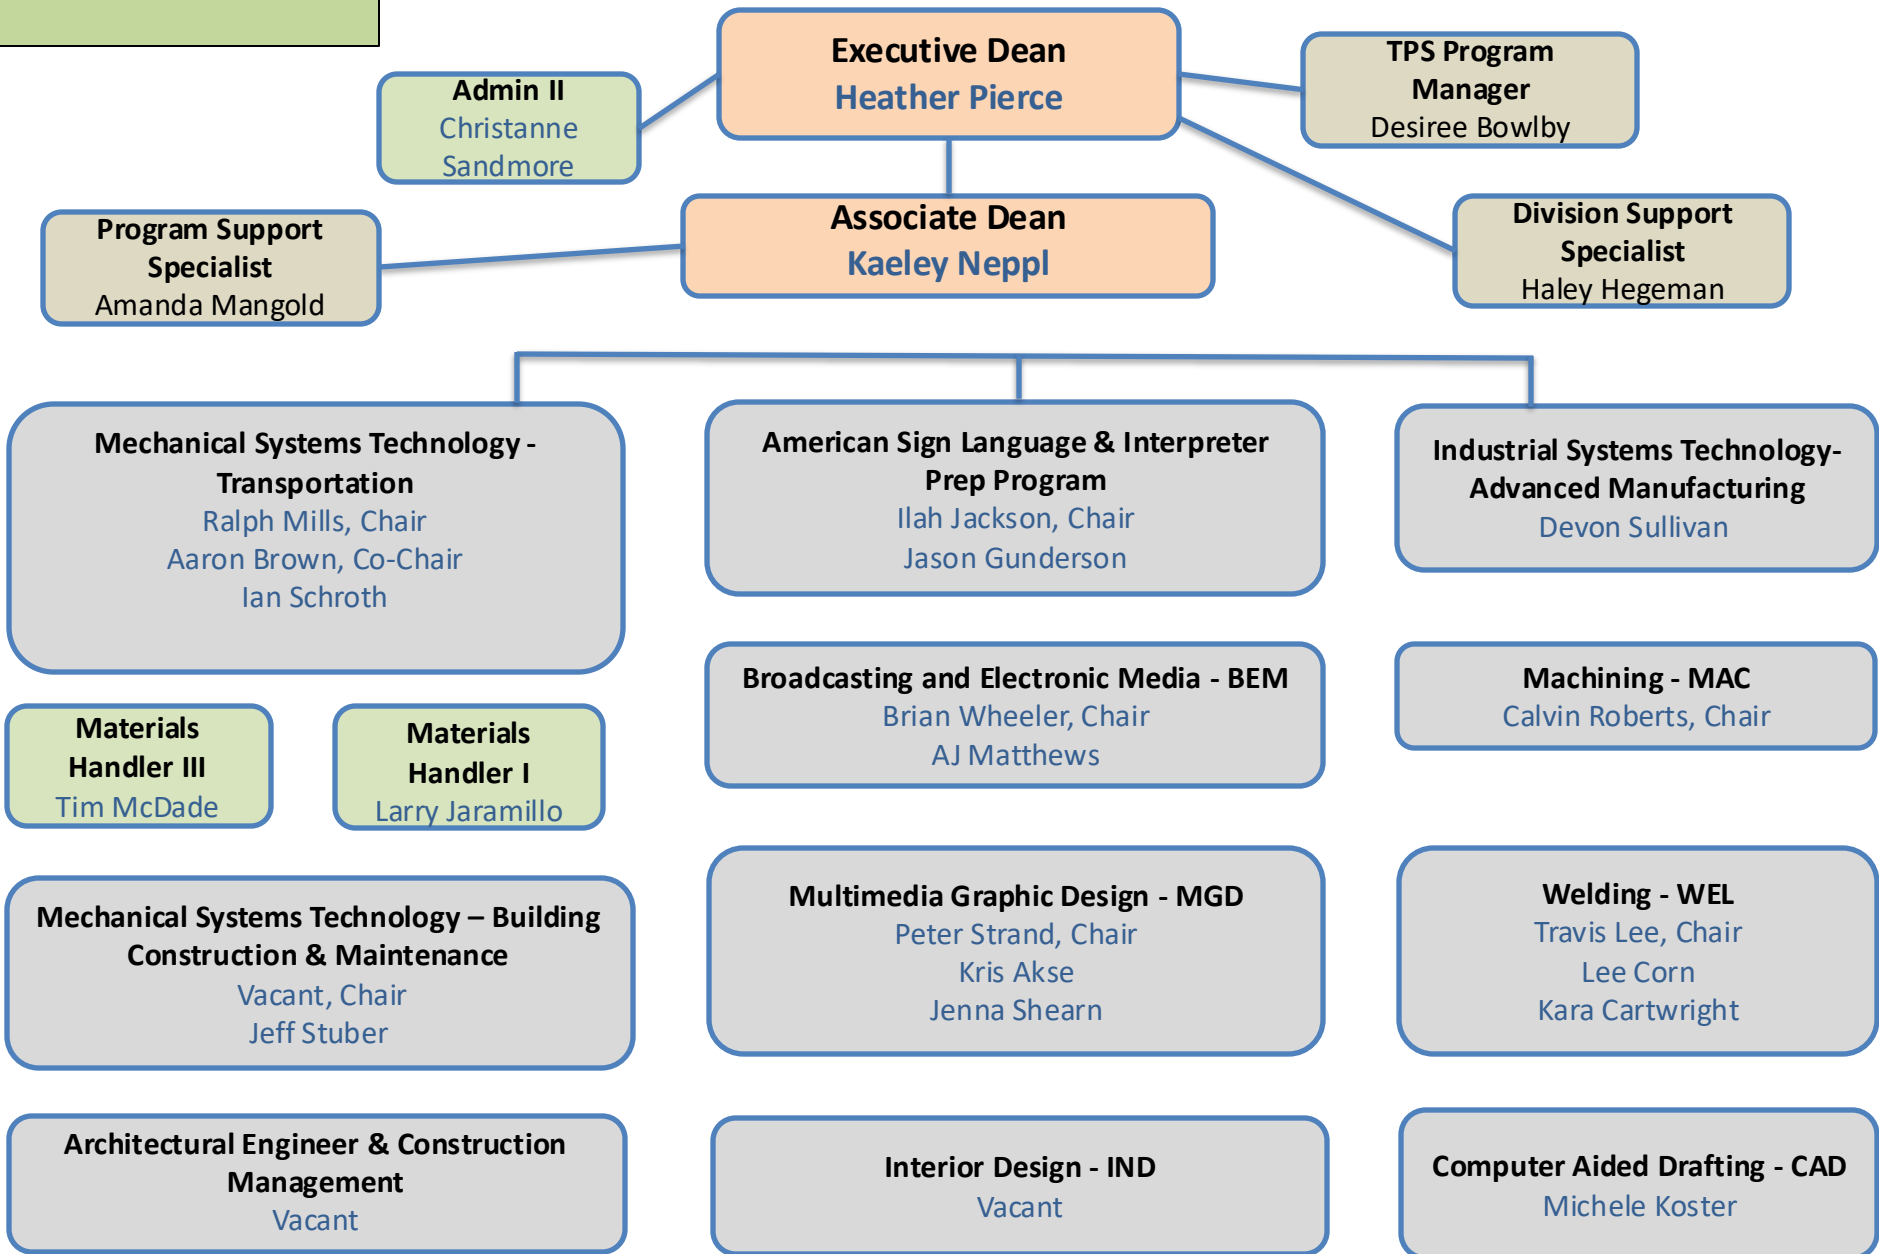 Executive Dean
Heather Pierce
TPS Program
Manager
Desiree Bowlby
Admin II
Christanne
Sandmore
Associate Dean
Kaeley Neppl
Division Support
Specialist
Haley Hegeman
Program Support
Specialist
Amanda Mangold
Mechanical Systems Technology -
Transportation
Ralph Mills, Chair
Aaron Brown, Co-Chair
Ian Schroth
American Sign Language & Interpreter
Prep Program
Ilah Jackson, Chair
Jason Gunderson
Industrial Systems Technology-
Advanced Manufacturing
Devon Sullivan
Materials
Handler III
Tim McDade
Materials
Handler I
Larry Jaramillo
Broadcasting and Electronic Media - BEM
Brian Wheeler, Chair
AJ Matthews
Machining - MAC
Calvin Roberts, Chair
Mechanical Systems Technology – Building
Construction & Maintenance
Vacant, Chair
Jeff Stuber
Multimedia Graphic Design - MGD
Peter Strand, Chair
Kris Akse
Jenna Shearn
Welding - WEL
Travis Lee, Chair
Lee Corn
Kara Cartwright
Architectural Engineer & Construction
Management
Vacant
Interior Design - IND
Vacant
Computer Aided Drafting - CAD
Michele Koster